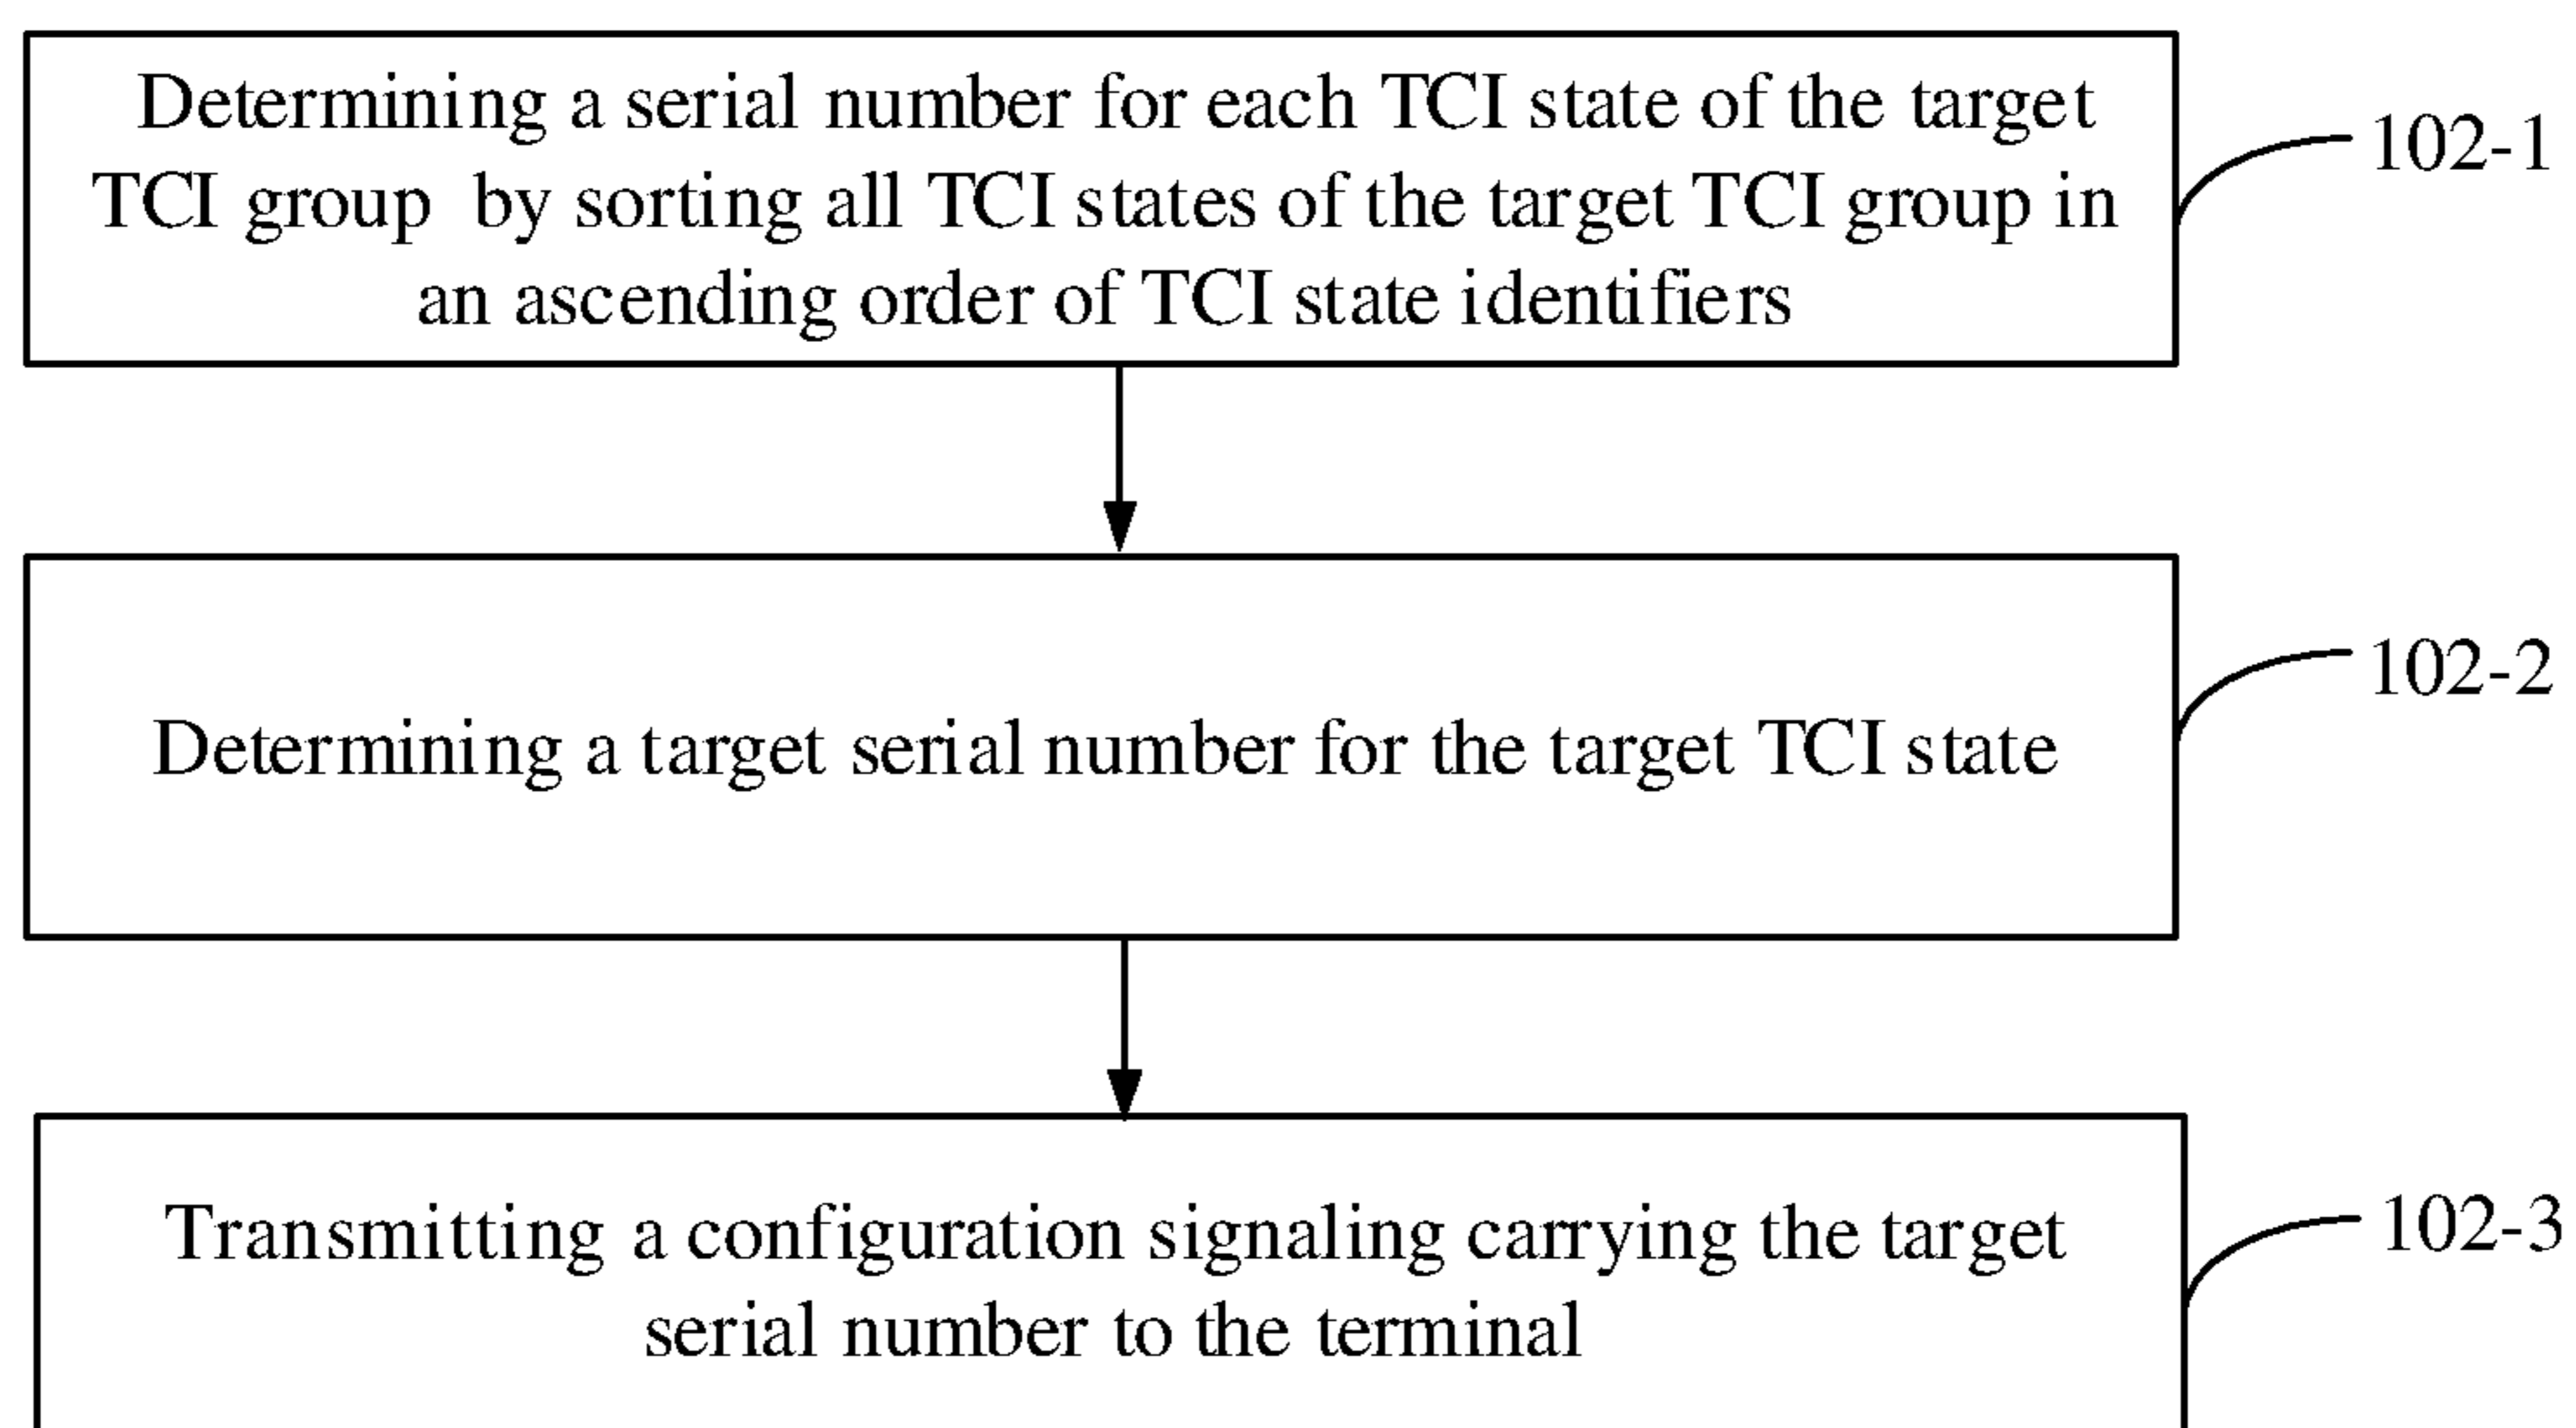 Determining a serial number for each TCI state of the target
TCI group by sorting all TCI states of the target TCI group in
an ascending order of TCI state identifiers
102-1
Determining a target serial number for the target TCI state
102-2
Transmitting a configuration signaling carrying the target
serial number to the terminal
102-3